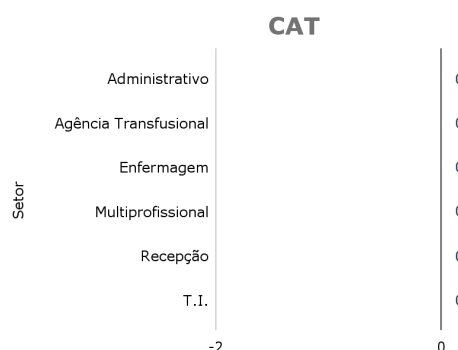 CAT
Administrativo
Agência Transfusional
Enfermagem
Multiprofissional
Recepção
T.I.
Setor
-2
0